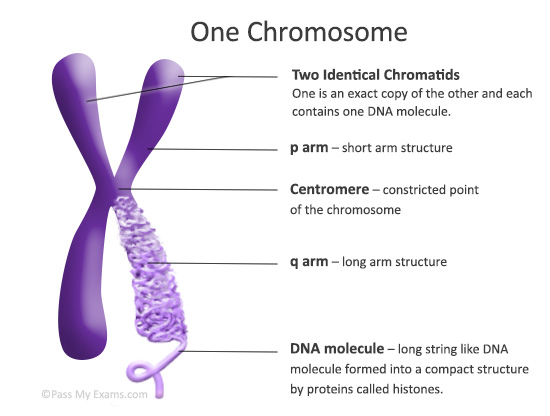 One Chromosome
Two Identical Chromatids
One is an exact copy of the other and each
contains one DNA molecule.
p arm – short arm structure
Centromere – constricted point
of the chromosome
q arm – long arm structure
DNA molecule – long string like DNA
molecule formed into a compact structure
by proteins called histones.
©Pass My Exams.com